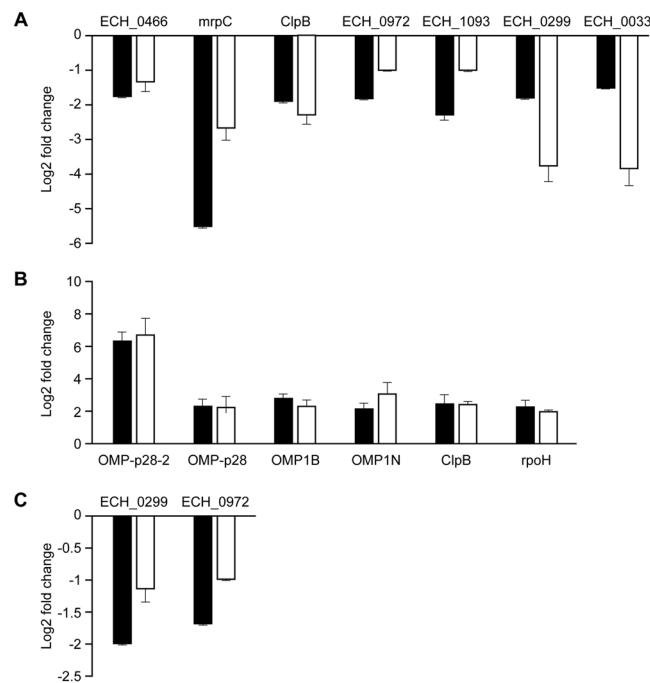 A
ECH_0466 mrpC ClpB ECH_0972 ECH_1093 ECH_0299 ECH_0033
0
-1
-2
-3
-4
-5
-6
Log2 fold change
B
10
8
6
4
2
0
Log2 fold change
OMP-p28-2 OMP-p28 OMP1B OMP1N ClpB rpoH
C
ECH_0299 ECH_0972
0
-0.5
-1
-1.5
-2
-2.5
Log2 fold change